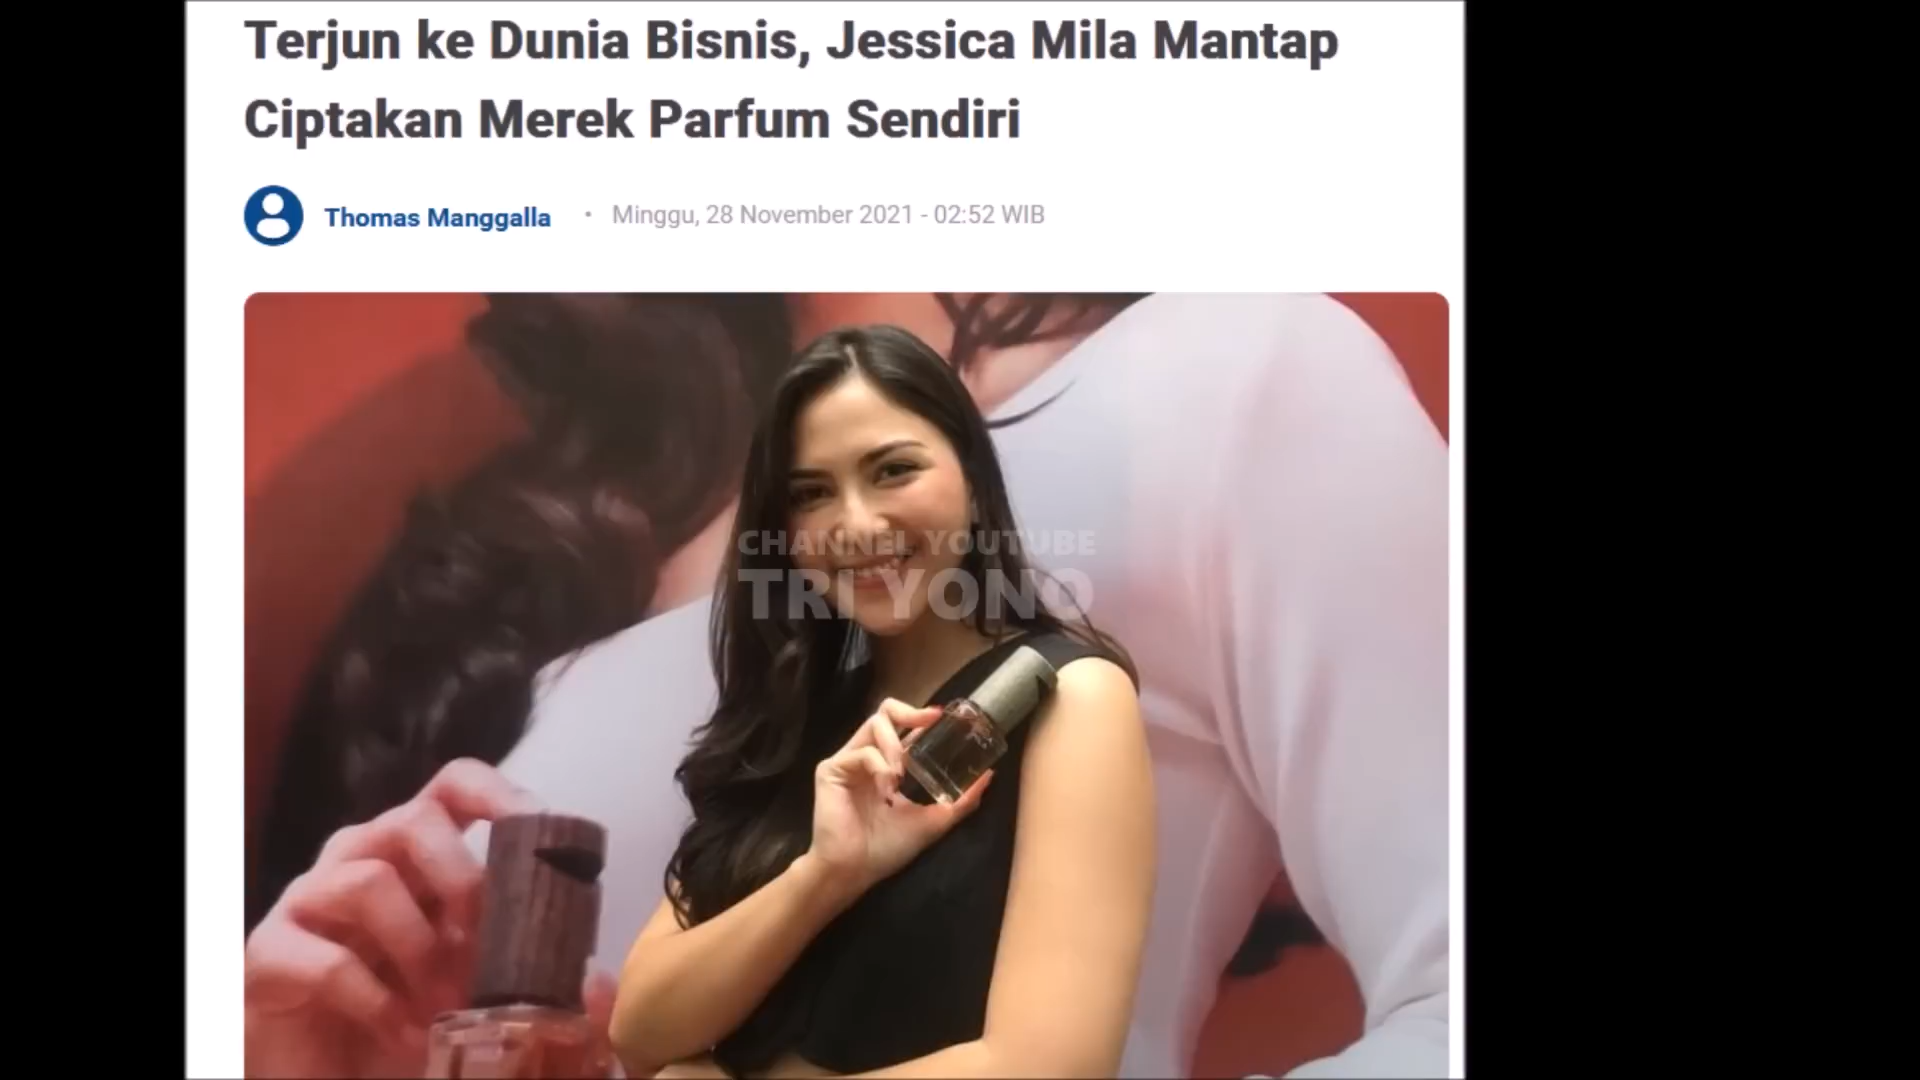 Terjun ke Dunia Bisnis, Jessica Mila Mantap
Ciptakan Merek Parfum Sendiri
Thomas Manggalla • Minggu, 28 November 2021 - 02:52 WIB
CHANNEL YOUTUBE
TRI YONO